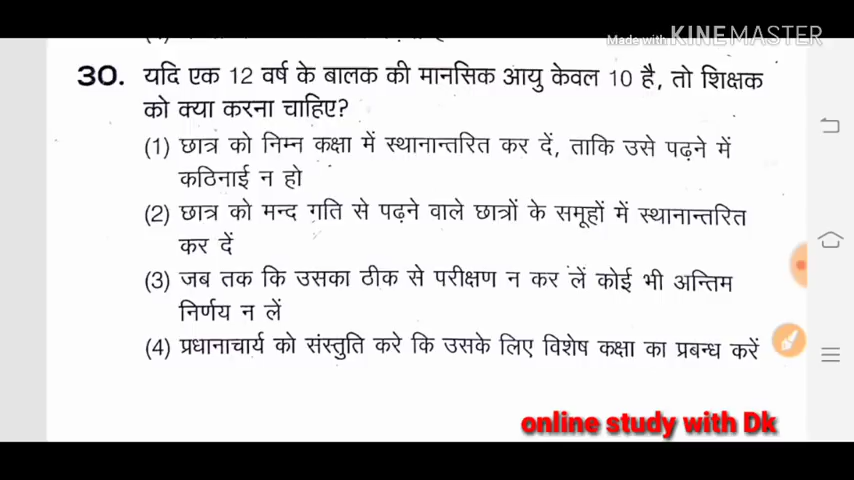 Made with KINEMASTER
30. यदि एक 12 वर्ष के बालक की मानसिक आयु केवल 10 है, तो शिक्षक
को क्या करना चाहिए?
(1) छात्र को निम्न कक्षा में स्थानान्तरित कर दें, ताकि उसे पढ़ने में
कठिनाई न हो
(2) छात्र को मन्द गति से पढ़ने वाले छात्रों के समूहों में स्थानान्तरित
कर दें
(3) जब तक कि उसका ठीक से परीक्षण न कर लें कोई भी अन्तिम
निर्णय न लें
(4) प्रधानाचार्य को संस्तुति करे कि उसके लिए विशेष कक्षा का प्रबन्ध करें
online study with Dk